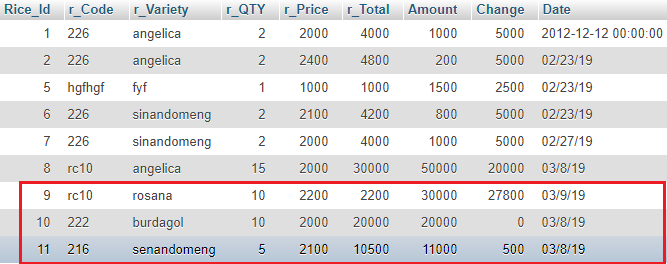 Rice_Id r_Code r_Variety r_QTY r_Price r_Total Amount Change Date
1 226 angelica 2 2000 4000 1000 5000 2012-12-12 00:00:00
2 226 angelica 2 2400 4800 200 5000 02/23/19
5 hgfhgf fyf 1 1000 1000 1500 2500 02/23/19
6 226 sinandomeng 2 2100 4200 800 5000 02/23/19
7 226 sinandomeng 2 2000 4000 1000 5000 02/27/19
8 rc10 angelica 15 2000 30000 50000 20000 03/8/19
9 rc10 rosana 10 2200 2200 30000 27800 03/9/19
10 222 burdagol 10 2000 20000 20000 0 03/8/19
11 216 senandomeng 5 2100 10500 11000 500 03/8/19